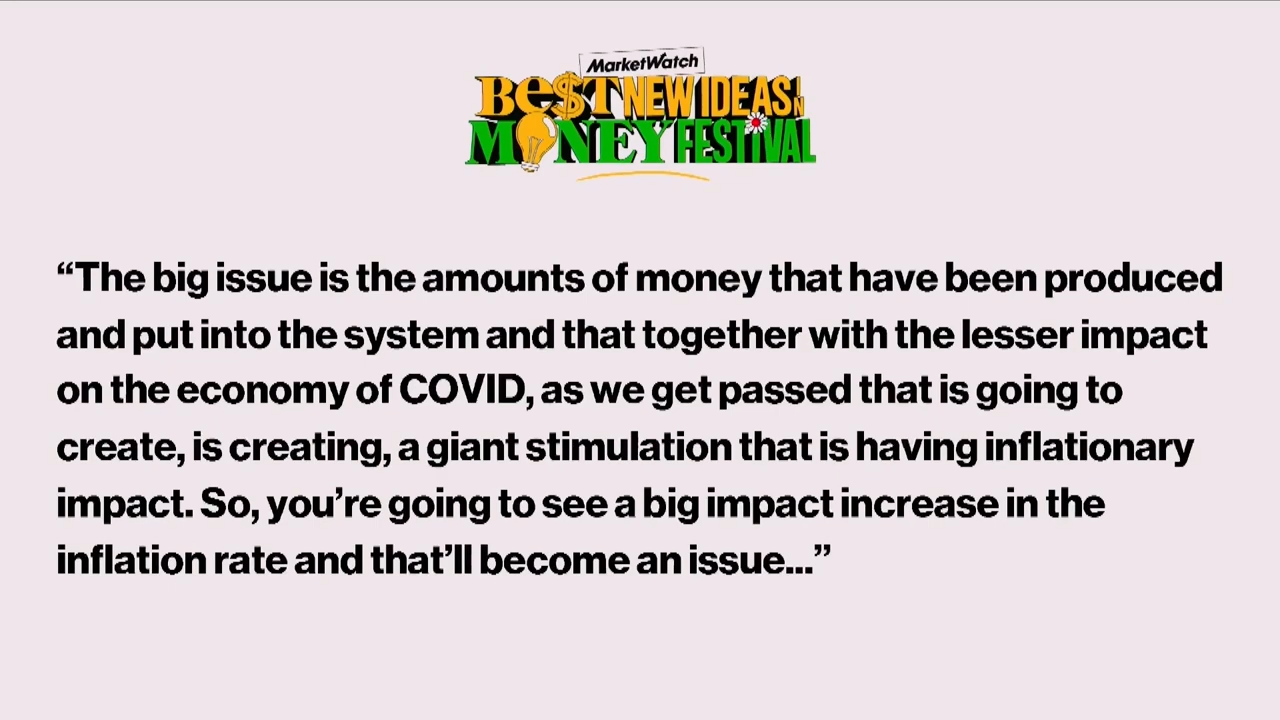 MarketWatch
BE$T NEW IDEAS IN
MONEY FESTIVAL
“The big issue is the amounts of money that have been produced
and put into the system and that together with the lesser impact
on the economy of COVID, as we get passed that is going to
create, is creating, a giant stimulation that is having inflationary
impact. So, you’re going to see a big impact increase in the
inflation rate and that’ll become an issue...”